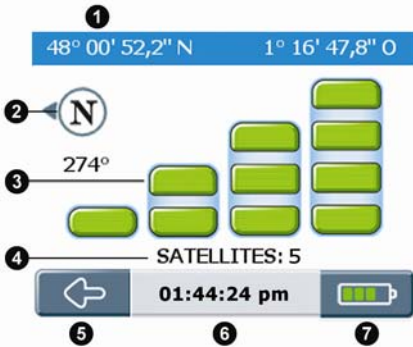 1
48° 00' 52,2" N 1° 16' 47,8" O
2 N
274°
3
4 SATELLITES: 5
01:44:24 pm
5 6 7